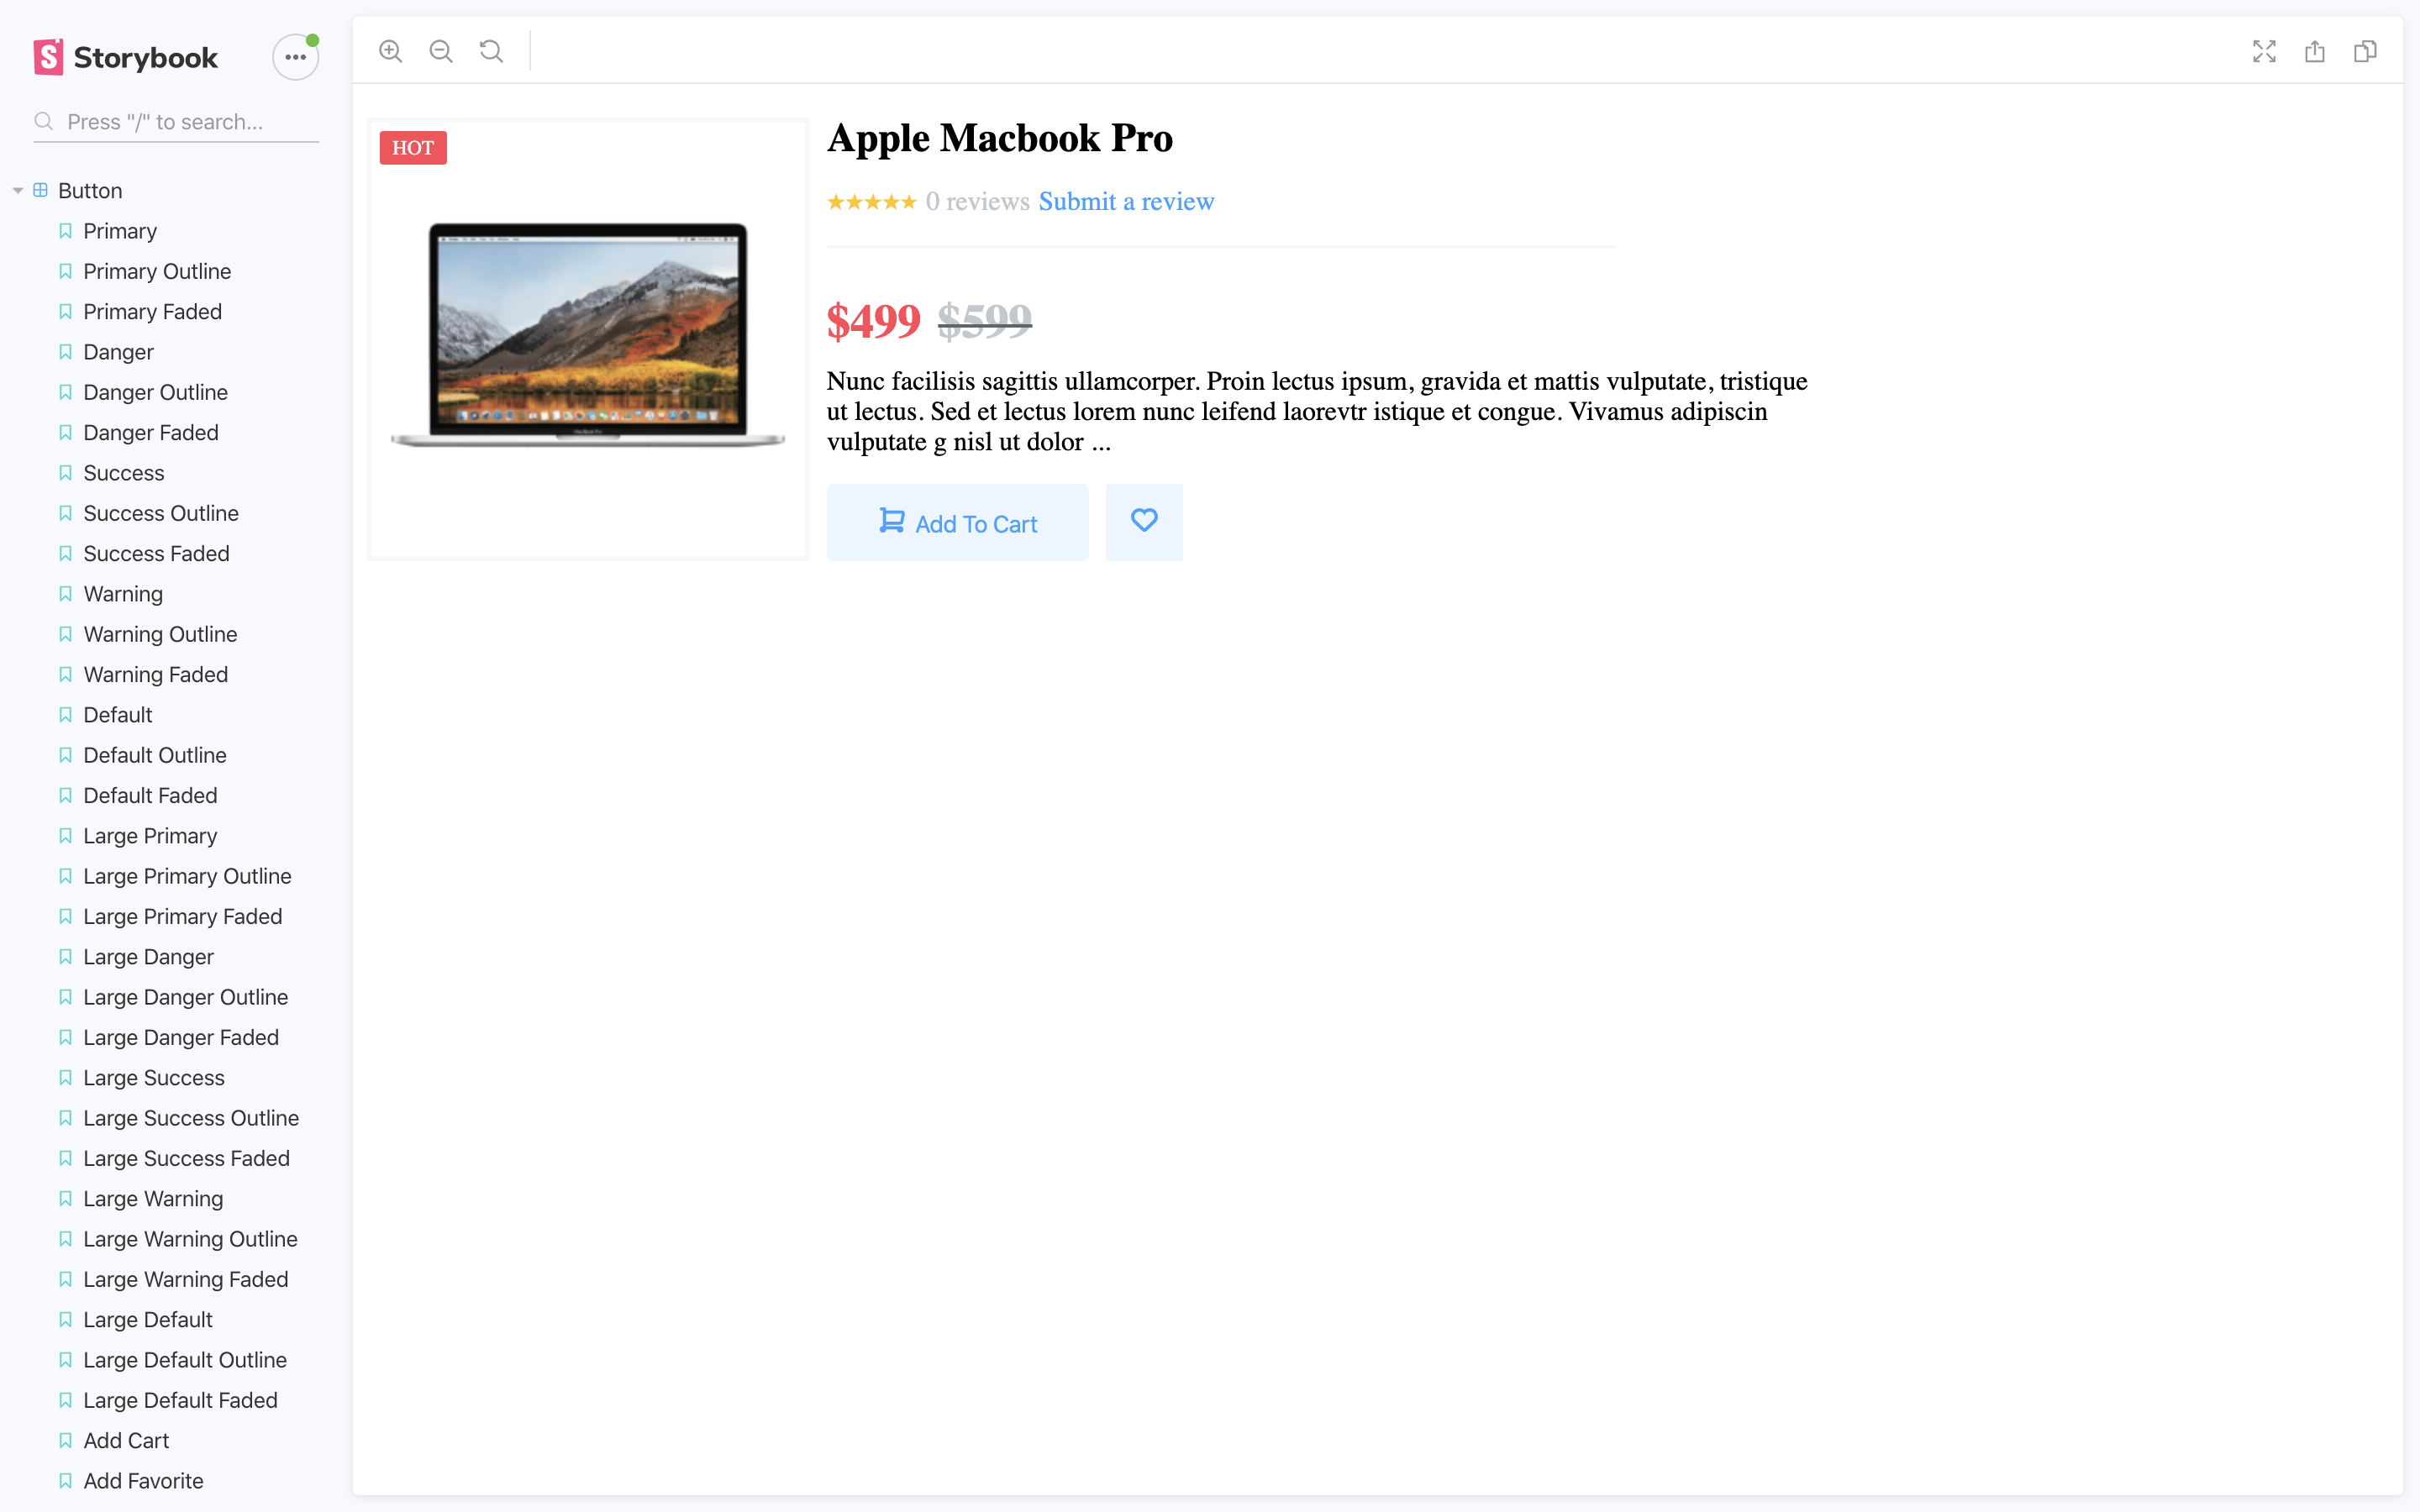 Storybook
Press "/" to search...
Button
Primary
Primary Outline
Primary Faded
Danger
Danger Outline
Danger Faded
Success
Success Outline
Success Faded
Warning
Warning Outline
Warning Faded
Default
Default Outline
Default Faded
Large Primary
Large Primary Outline
Large Primary Faded
Large Danger
Large Danger Outline
Large Danger Faded
Large Success
Large Success Outline
Large Success Faded
Large Warning
Large Warning Outline
Large Warning Faded
Large Default
Large Default Outline
Large Default Faded
Add Cart
Add Favorite
HOT
Apple Macbook Pro
0 reviews Submit a review
$499 $599
Nunc facilisis sagittis ullamcorper. Proin lectus ipsum, gravida et mattis vulputate, tristique
ut lectus. Sed et lectus lorem nunc leifend laorevtr istique et congue. Vivamus adipiscin
vulputate g nisl ut dolor ...
Add To Cart